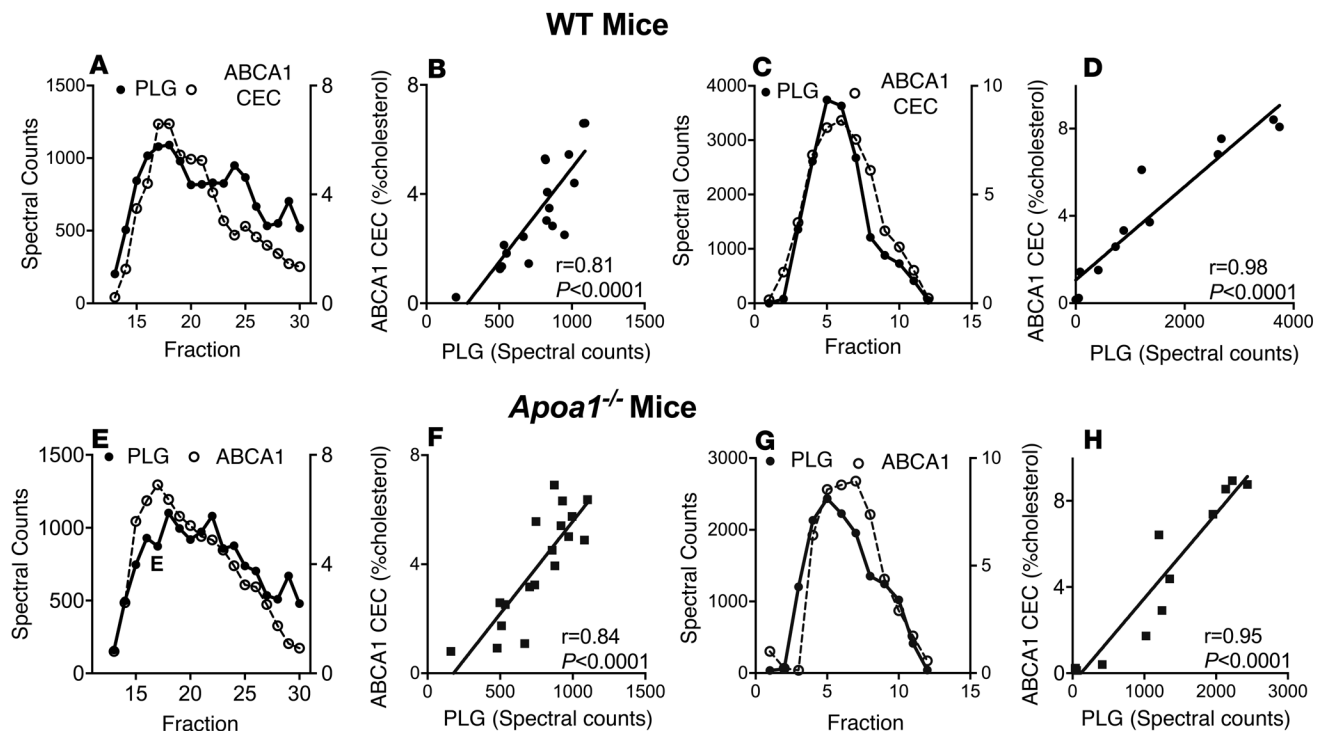 WT Mice
A
PLG
ABCA1
CEC
1500
1000
500
0
8
4
0
15
20
25
30
Spectral Counts
Fraction
B
8
4
0
0
500
1000
1500
ABCA1 CEC (%cholesterol)
r=0.81
P<0.0001
PLG (Spectral counts)
C
PLG
ABCA1
CEC
4000
3000
2000
1000
0
10
5
0
0
5
10
15
Spectral Counts
Fraction
D
8
4
0
0
2000
4000
ABCA1 CEC (%cholesterol)
r=0.98
P<0.0001
PLG (Spectral counts)
Apoa1-/- Mice
E
PLG
ABCA1
1500
1000
500
0
8
4
0
E
15
20
25
30
Spectral Counts
Fraction
F
8
4
0
0
500
1000
1500
ABCA1 CEC (%cholesterol)
r=0.84
P<0.0001
PLG (Spectral counts)
G
PLG
ABCA1
3000
2000
1000
0
10
5
0
0
5
10
15
Spectral Counts
Fraction
H
8
4
0
0
1000
2000
3000
ABCA1 CEC (%cholesterol)
r=0.95
P<0.0001
PLG (Spectral counts)